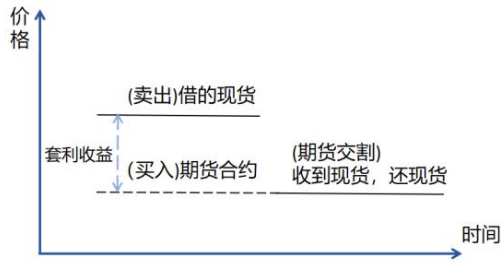 价
格
(卖出)借的现货
套利收益
(买入)期货合约
(期货交割)
收到现货，还现货
时间